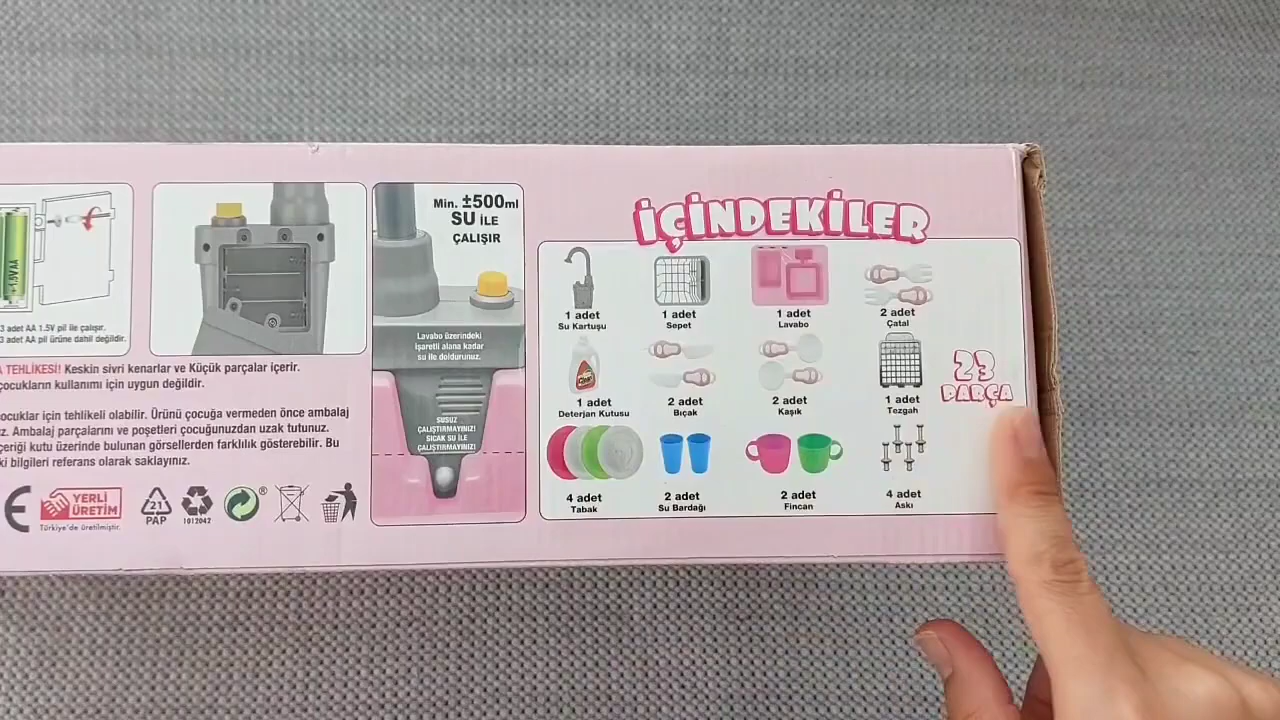 + 1.5V AA
3 adet AA 1.5V pil ile çalışır.
3 adet AA pil ürüne dahil değildir.
TEHLİKESİ! Keskin sivri kenarlar ve Küçük parçalar içerir.
çocukların kullanımı için uygun değildir.
ocuklar için tehlikeli olabilir. Ürünü çocuğa vermeden önce ambalaj
z. Ambalaj parçalarını ve poşetleri çocuğunuzdan uzak tutunuz.
çeriği kutu üzerinde bulunan görsellerden farklılık gösterebilir. Bu
ki bilgileri referans olarak saklayınız.
CE
YERLİ
ÜRETİM
Türkiye'de üretilmiştir.
21
PAP
1012042
®
Min. ±500ml
SU İLE
ÇALIŞIR
Lavabo üzerindeki
işaretli alana kadar
su ile doldurunuz.
SUSUZ
ÇALIŞTIRMAYINIZ!
SICAK SU İLE
ÇALIŞTIRMAYINIZ!
İÇİNDEKİLER
1 adet
Su Kartuşu
1 adet
Sepet
1 adet
Lavabo
2 adet
Çatal
1 adet
Deterjan Kutusu
2 adet
Bıçak
2 adet
Kaşık
1 adet
Tezgah
4 adet
Tabak
2 adet
Su Bardağı
2 adet
Fincan
4 adet
Askı
23
PARÇA